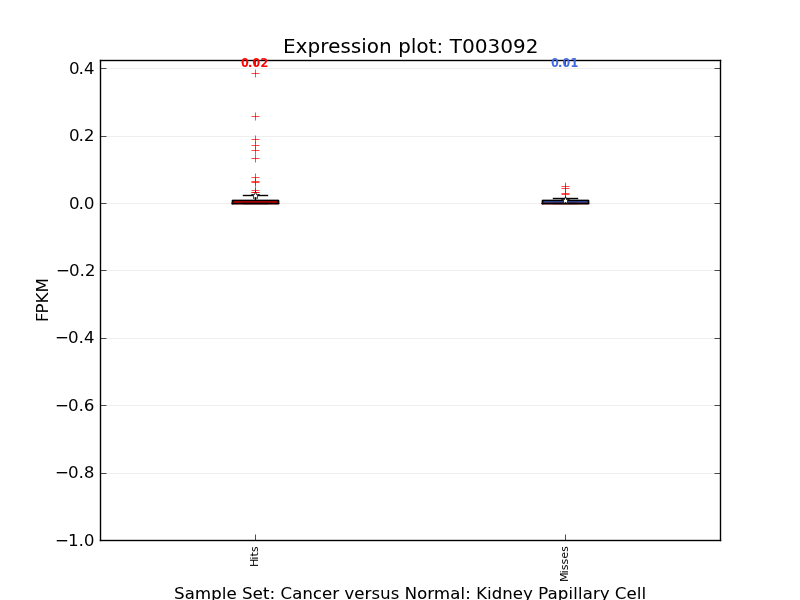 Expression plot: T003092
0.02
0.01
0.4
0.2
0.0
−0.2
−0.4
−0.6
−0.8
−1.0
FPKM
Hits
Misses
Sample Set: Cancer versus Normal: Kidney Papillary Cell